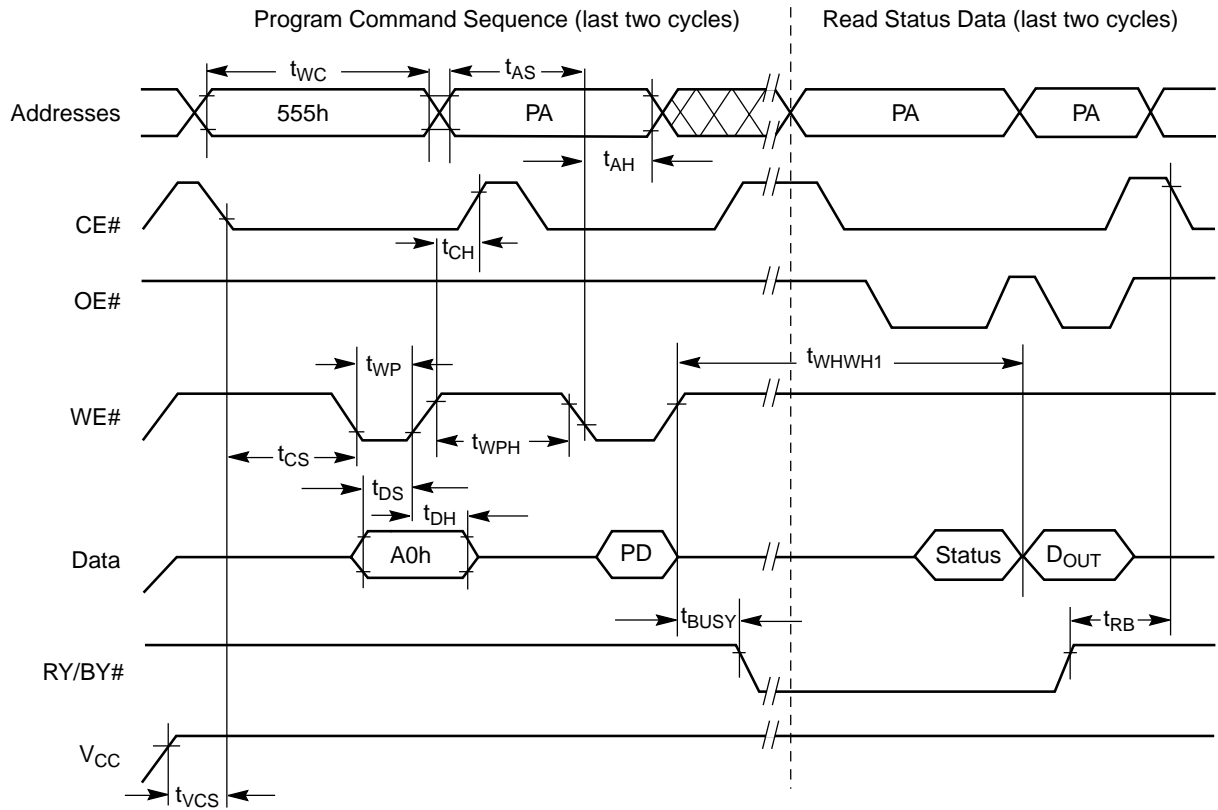 Program Command Sequence (last two cycles)
Read Status Data (last two cycles)
tWC
tAS
Addresses
555h
PA
PA
PA
tAH
CE#
tCH
OE#
tWP
tWHWH1
WE#
tCS
tWPH
tDS
tDH
Data
A0h
PD
Status
DOUT
tBUSY
tRB
RY/BY#
VCC
tVCS